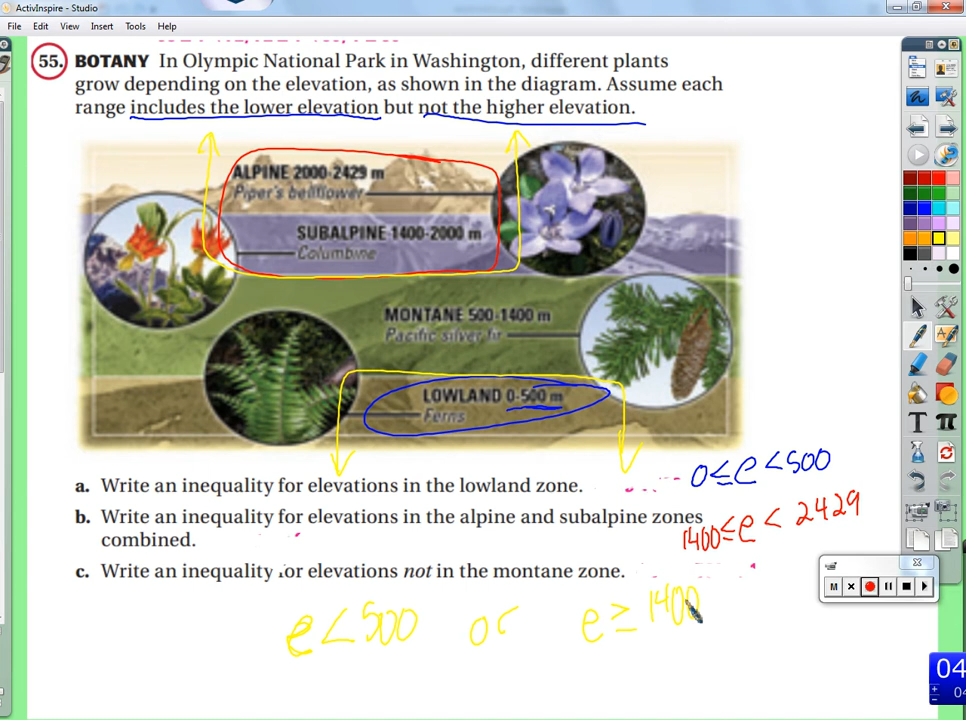 ActivInspire - Studio
File Edit View Insert Tools Help
55. BOTANY In Olympic National Park in Washington, different plants
grow depending on the elevation, as shown in the diagram. Assume each
range includes the lower elevation but not the higher elevation.
ALPINE 2000-2429 m
Piper's bellflower
SUBALPINE 1400-2000 m
Columbine
MONTANE 500-1400 m
Pacific silver fir
LOWLAND 0-500 m
Ferns
a. Write an inequality for elevations in the lowland zone.
0 ≤ e < 500
b. Write an inequality for elevations in the alpine and subalpine zones
combined.
1400 ≤ e < 2429
c. Write an inequality for elevations not in the montane zone.
e < 500 or e ≥ 1400
M
T π
04
04